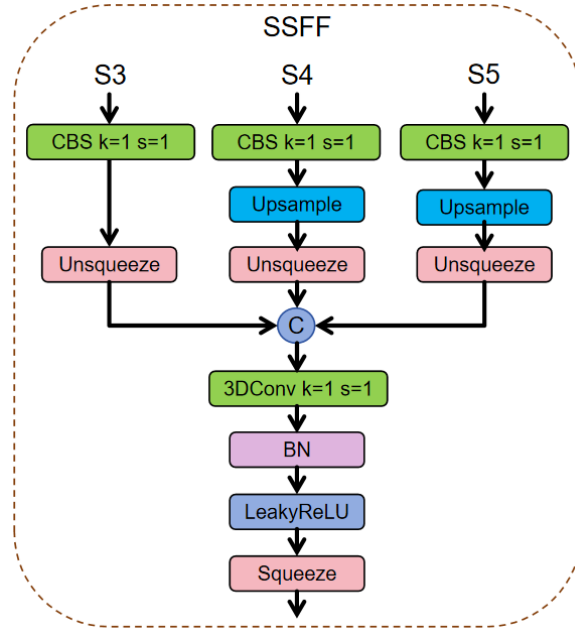 SSFF
S3 S4 S5
CBS k=1 s=1 CBS k=1 s=1 CBS k=1 s=1
Upsample Upsample
Unsqueeze Unsqueeze Unsqueeze
C
3DConv k=1 s=1
BN
LeakyReLU
Squeeze